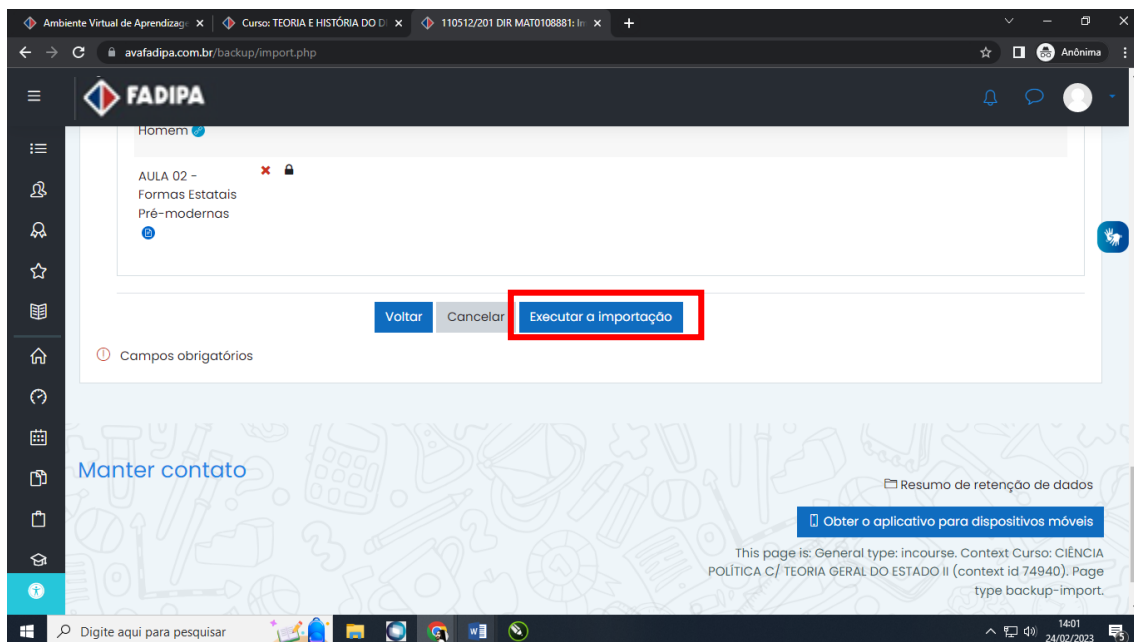 Ambiente Virtual de Aprendizage
Curso: TEORIA E HISTÓRIA DO D
110512/201 DIR MAT0108881: Im
avafadipa.com.br/backup/import.php
Anônima
FADIPA
Homem
AULA 02 -
Formas Estatais
Pré-modernas
Voltar
Cancelar
Executar a importação
Campos obrigatórios
Manter contato
Resumo de retenção de dados
Obter o aplicativo para dispositivos móveis
This page is: General type: incourse. Context Curso: CIÊNCIA
POLÍTICA C/ TEORIA GERAL DO ESTADO II (context id 74940). Page
type backup-import.
Digite aqui para pesquisar
14:01
24/02/2023